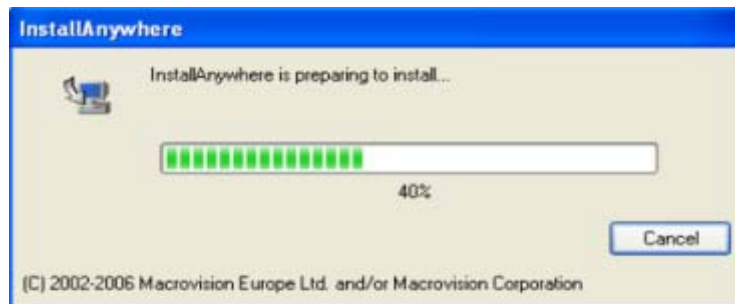 InstallAnywhere
InstallAnywhere is preparing to install...
40%
Cancel
(C) 2002-2006 Macrovision Europe Ltd. and/or Macrovision Corporation